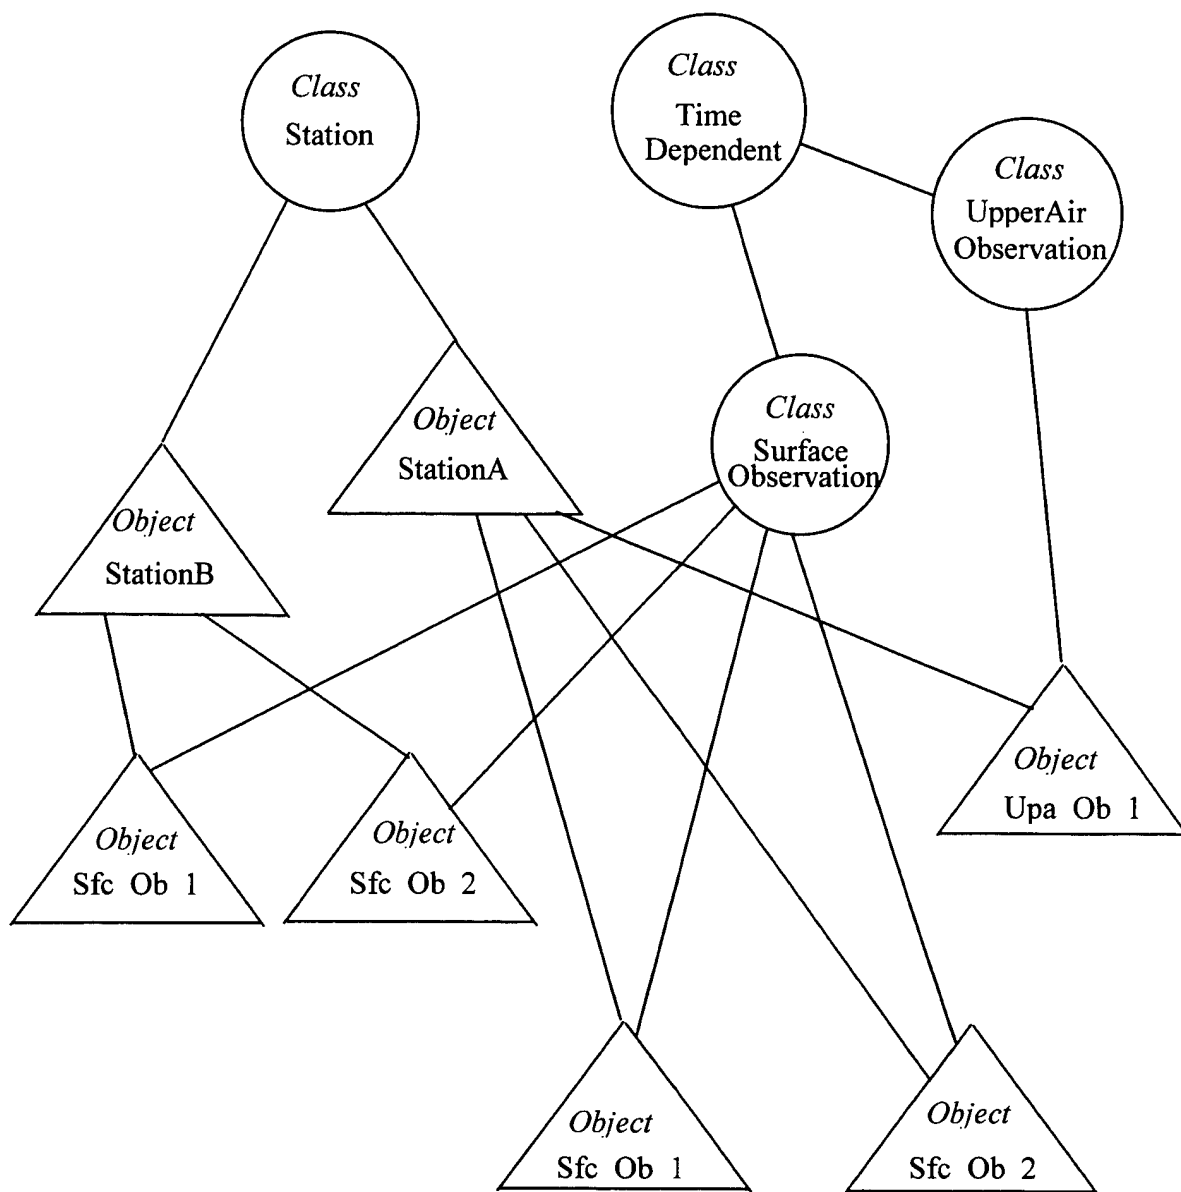 Class
Station
Class
Time
Dependent
Class
UpperAir
Observation
Class
Surface
Observation
Object
StationA
Object
StationB
Object
Upa Ob 1
Object
Sfc Ob 1
Object
Sfc Ob 2
Object
Sfc Ob 1
Object
Sfc Ob 2